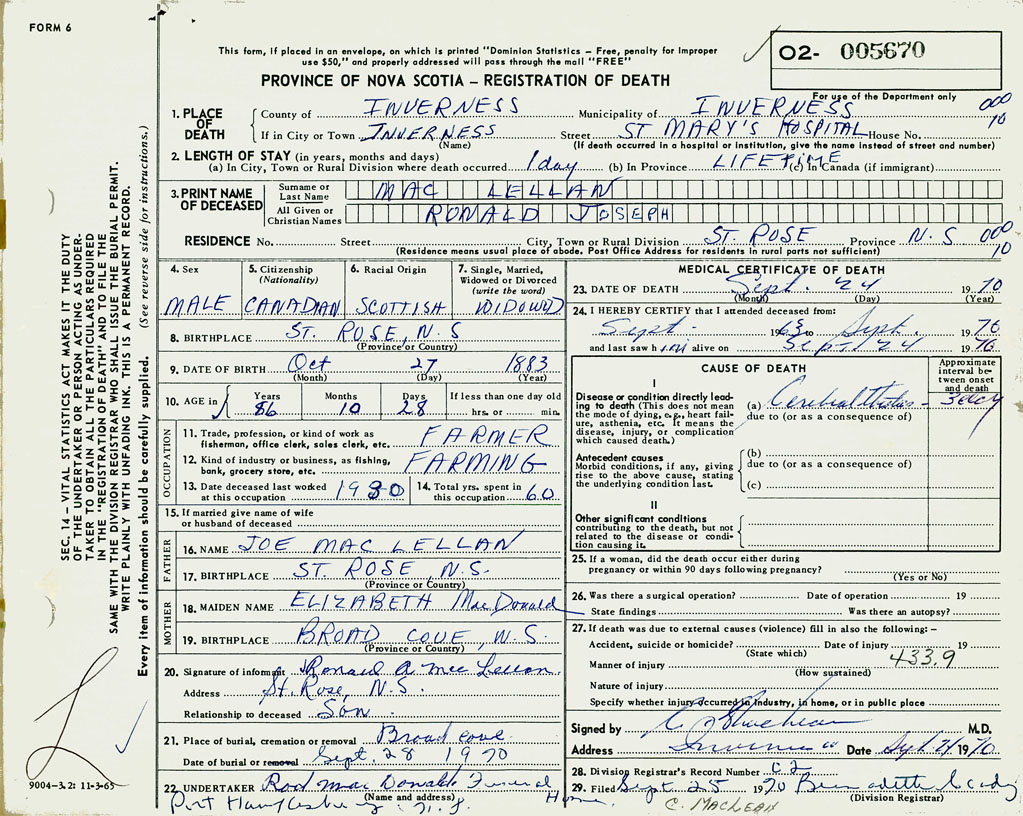 FORM 6
This form, if placed in an envelope, on which is printed "Dominion Statistics – Free, penalty for improper
use $50," and properly addressed will pass through the mail "FREE"
O2- 005670
PROVINCE OF NOVA SCOTIA – REGISTRATION OF DEATH
For use of the Department only
1. PLACE OF DEATH County of INVERNESS Municipality of INVERNESS 000
If in City or Town INVERNESS Street ST MARY'S HOSPITAL House No. 10
(Name) (If death occurred in a hospital or institution, give the name instead of street and number)
2. LENGTH OF STAY (in years, months and days)
(a) In City, Town or Rural Division where death occurred 1 day (b) In Province LIFETIME (c) In Canada (if immigrant)
3. PRINT NAME OF DECEASED Surname or Last Name MAC LELLAN
All Given or Christian Names RONALD JOSEPH
RESIDENCE No. Street City, Town or Rural Division ST. ROSE Province N.S 000
(Residence means usual place of abode. Post Office Address for residents in rural parts not sufficient) 10
4. Sex MALE
5. Citizenship (Nationality) CANADIAN
6. Racial Origin SCOTTISH
7. Single, Married, Widowed or Divorced (write the word) WIDOWED
8. BIRTHPLACE ST. ROSE, N.S
(Province or Country)
9. DATE OF BIRTH Oct 27 1883
(Month) (Day) (Year)
10. AGE in Years 86 Months 10 Days 28 If less than one day old hrs. or min.
OCCUPATION
11. Trade, profession, or kind of work as fisherman, office clerk, sales clerk, etc. FARMER
12. Kind of industry or business, as fishing, bank, grocery store, etc. FARMING
13. Date deceased last worked at this occupation 1930 14. Total yrs. spent in this occupation 60
15. If married give name of wife or husband of deceased
FATHER
16. NAME JOE MAC LELLAN
17. BIRTHPLACE ST. ROSE, N.S.
(Province or Country)
MOTHER
18. MAIDEN NAME ELIZABETH MacDonald
19. BIRTHPLACE BROAD COVE, N.S
(Province or Country)
20. Signature of informant Ronald A. Mac Lellan
Address St. Rose, N.S.
Relationship to deceased Son
21. Place of burial, cremation or removal Broad cove
Date of burial or removal Sept. 28 1970
22. UNDERTAKER Rod Mac Donald Funeral Home,
(Name and address)
Port Hawkesbury N.S.
MEDICAL CERTIFICATE OF DEATH
23. DATE OF DEATH Sept. 24 1970
(Month) (Day) (Year)
24. I HEREBY CERTIFY that I attended deceased from:
Sept. 1963 to Sept. 1970
and last saw him alive on Sept 24 1970
CAUSE OF DEATH
Approximate interval between onset and death
I
Disease or condition directly leading to death (This does not mean the mode of dying, e.g., heart failure, asthenia, etc. It means the disease, injury, or complication which caused death.)
(a) Cerebral 3 day
due to (or as a consequence of)
Antecedent causes
Morbid conditions, if any, giving rise to the above cause, stating the underlying condition last.
(b)
due to (or as a consequence of)
(c)
II
Other significant conditions contributing to the death, but not related to the disease or condition causing it.
25. If a woman, did the death occur either during pregnancy or within 90 days following pregnancy?
(Yes or No)
26. Was there a surgical operation? Date of operation 19
State findings Was there an autopsy?
27. If death was due to external causes (violence) fill in also the following: –
Accident, suicide or homicide? Date of injury 19
(State which) 433.9
Manner of injury
(How sustained)
Nature of injury
Specify whether injury occurred in industry, in home, or in public place
Signed by M.D.
Address Inverness Date Sept 24 1970
28. Division Registrar's Record Number 62
29. Filed Sept 25 1970 Bernadette
(Division Registrar)
C. MACLEAN
SEC. 14 – VITAL STATISTICS ACT MAKES IT THE DUTY
OF THE UNDERTAKER OR PERSON ACTING AS UNDER-
TAKER TO OBTAIN ALL THE PARTICULARS REQUIRED
IN THE "REGISTRATION OF DEATH" AND TO FILE THE
SAME WITH THE DIVISION REGISTRAR WHO SHALL ISSUE THE BURIAL PERMIT.
WRITE PLAINLY WITH UNFADING INK. THIS IS A PERMANENT RECORD.
Every item of information should be carefully supplied. (See reverse side for instructions.)
9004-3.2: 11-3-65